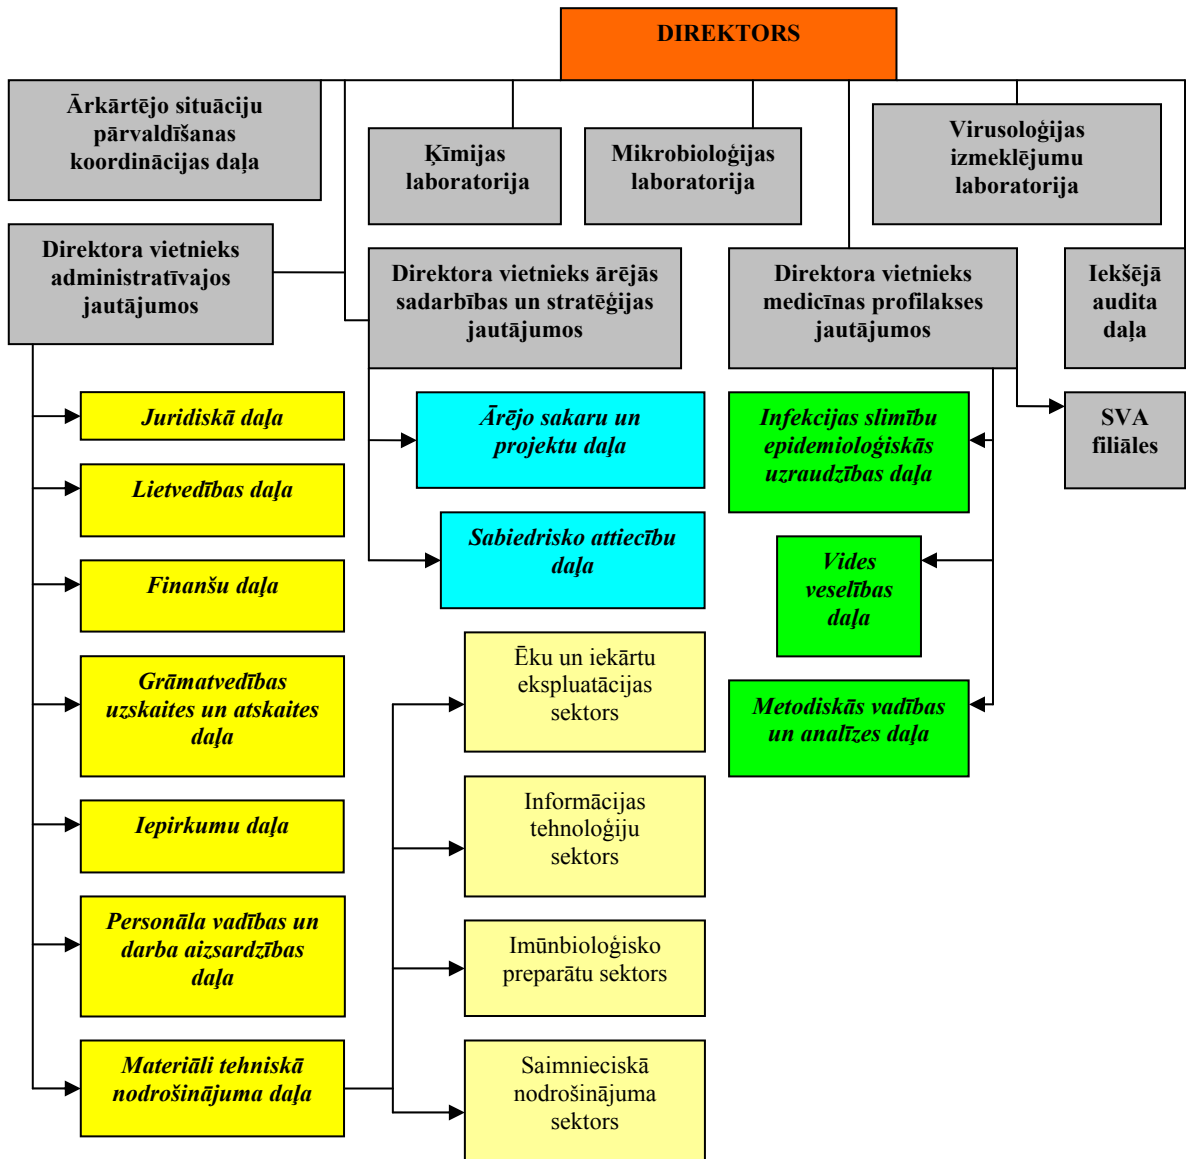 DIREKTORS
Ārkārtējo situāciju
pārvaldīšanas
koordinācijas daļa
Ķīmijas
laboratorija
Mikrobioloģijas
laboratorija
Virusoloģijas
izmeklējumu
laboratorija
Direktora vietnieks
administratīvajos
jautājumos
Direktora vietnieks ārējās
sadarbības un stratēģijas
jautājumos
Direktora vietnieks
medicīnas profilakses
jautājumos
Iekšējā
audita
daļa
Juridiskā daļa
Lietvedības daļa
Finanšu daļa
Grāmatvedības
uzskaites un atskaites
daļa
Iepirkumu daļa
Personāla vadības un
darba aizsardzības
daļa
Materiāli tehniskā
nodrošinājuma daļa
Ārējo sakaru un
projektu daļa
Sabiedrisko attiecību
daļa
Ēku un iekārtu
ekspluatācijas
sektors
Informācijas
tehnoloģiju
sektors
Imūnbioloģisko
preparātu sektors
Saimnieciskā
nodrošinājuma
sektors
Infekcijas slimību
epidemioloģiskās
uzraudzības daļa
Vides
veselības
daļa
Metodiskās vadības
un analīzes daļa
SVA
filiāles